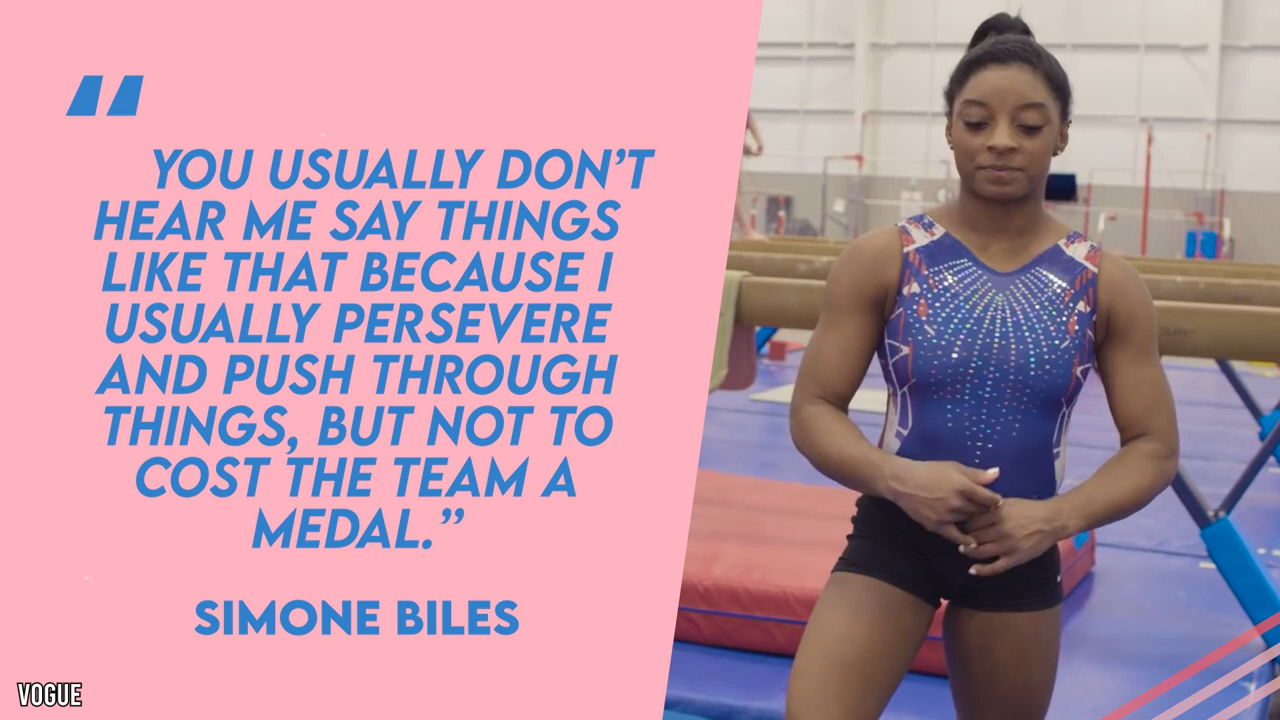 “
YOU USUALLY DON’T
HEAR ME SAY THINGS
LIKE THAT BECAUSE I
USUALLY PERSEVERE
AND PUSH THROUGH
THINGS, BUT NOT TO
COST THE TEAM A
MEDAL.”
SIMONE BILES
VOGUE